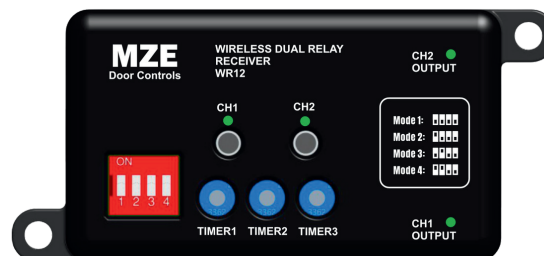 MZE
Door Controls
WIRELESS DUAL RELAY
RECEIVER
WR12
CH2
OUTPUT
CH1
CH2
Mode 1:
Mode 2:
Mode 3:
Mode 4:
ON
1 2 3 4
TIMER1 TIMER2 TIMER3
CH1
OUTPUT